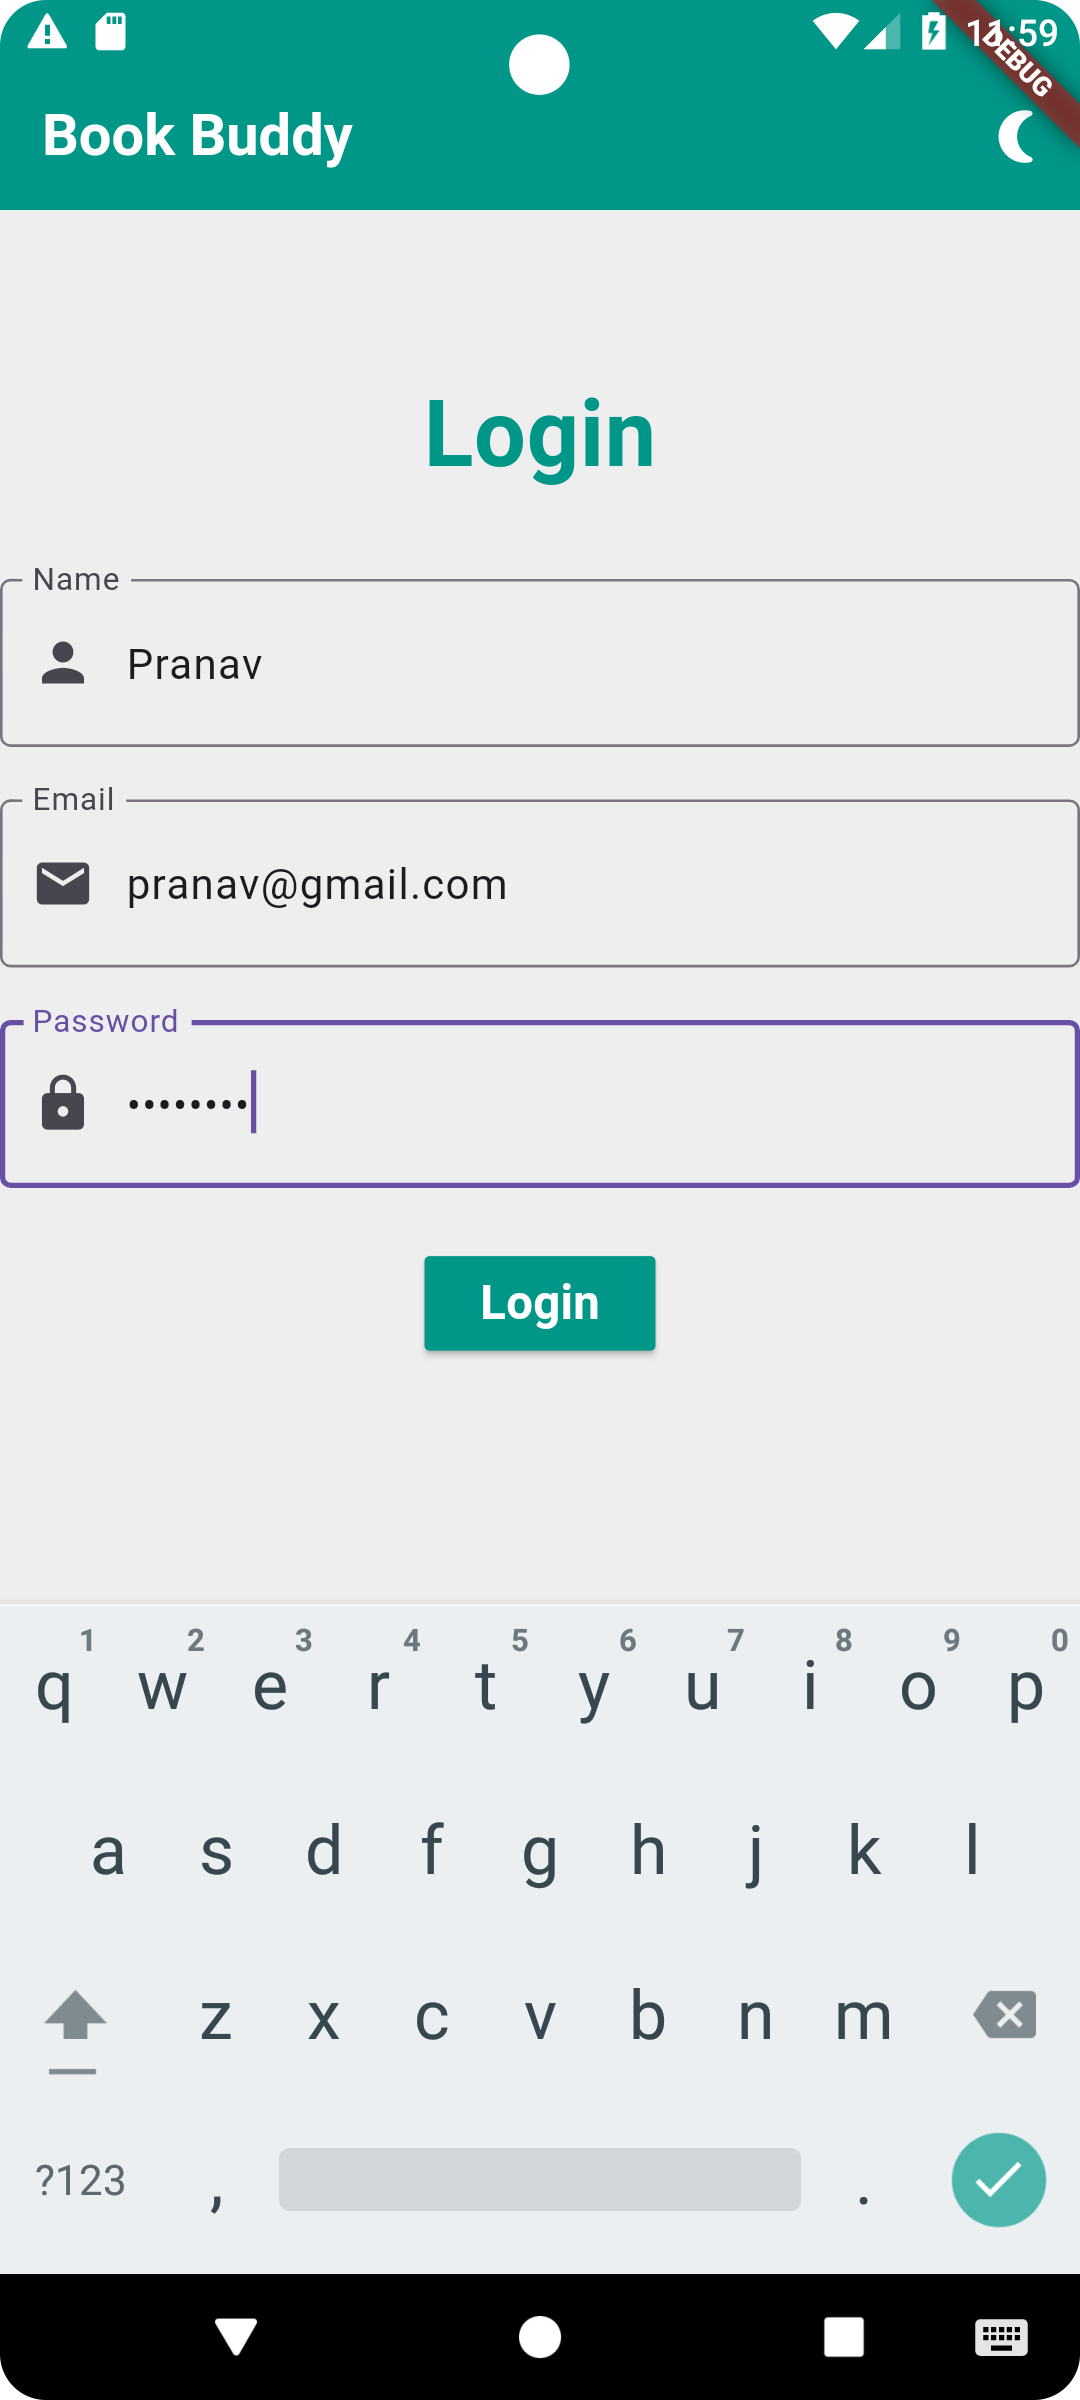 11:59
DEBUG
Book Buddy
Login
Name
Pranav
Email
pranav@gmail.com
Password
••••••••
Login
1 2 3 4 5 6 7 8 9 0
q w e r t y u i o p
a s d f g h j k l
z x c v b n m
?123 , .